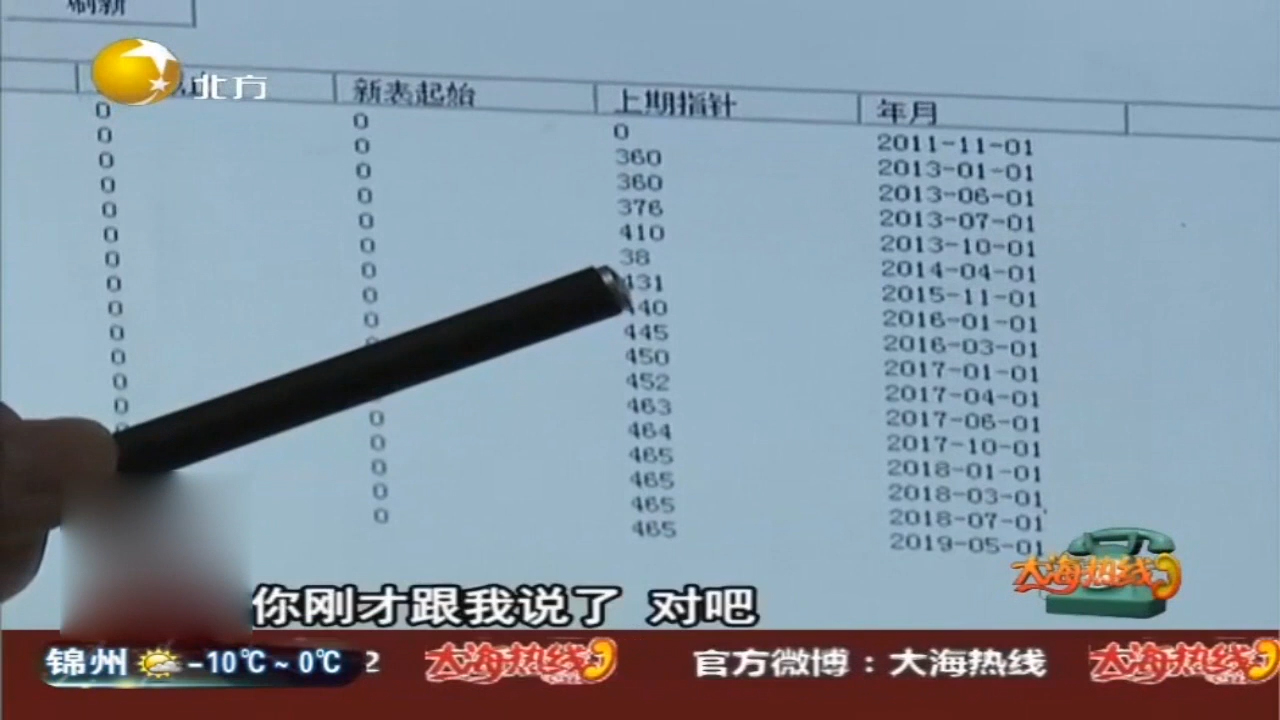 刷新
北方
新表起始 上期指针 年月
0 0 0 2011-11-01
0 0 360 2013-01-01
0 0 360 2013-06-01
0 0 376 2013-07-01
0 0 410 2013-10-01
0 0 38 2014-04-01
0 0 431 2015-11-01
0 0 440 2016-01-01
0 0 445 2016-03-01
0 450 2017-01-01
0 452 2017-04-01
0 0 463 2017-06-01
0 0 464 2017-10-01
0 465 2018-01-01
0 465 2018-03-01
0 465 2018-07-01
465 2019-05-01
大海热线
你刚才跟我说了 对吧
锦州 -10℃~0℃ 2 大海热线 官方微博:大海热线 大海热线